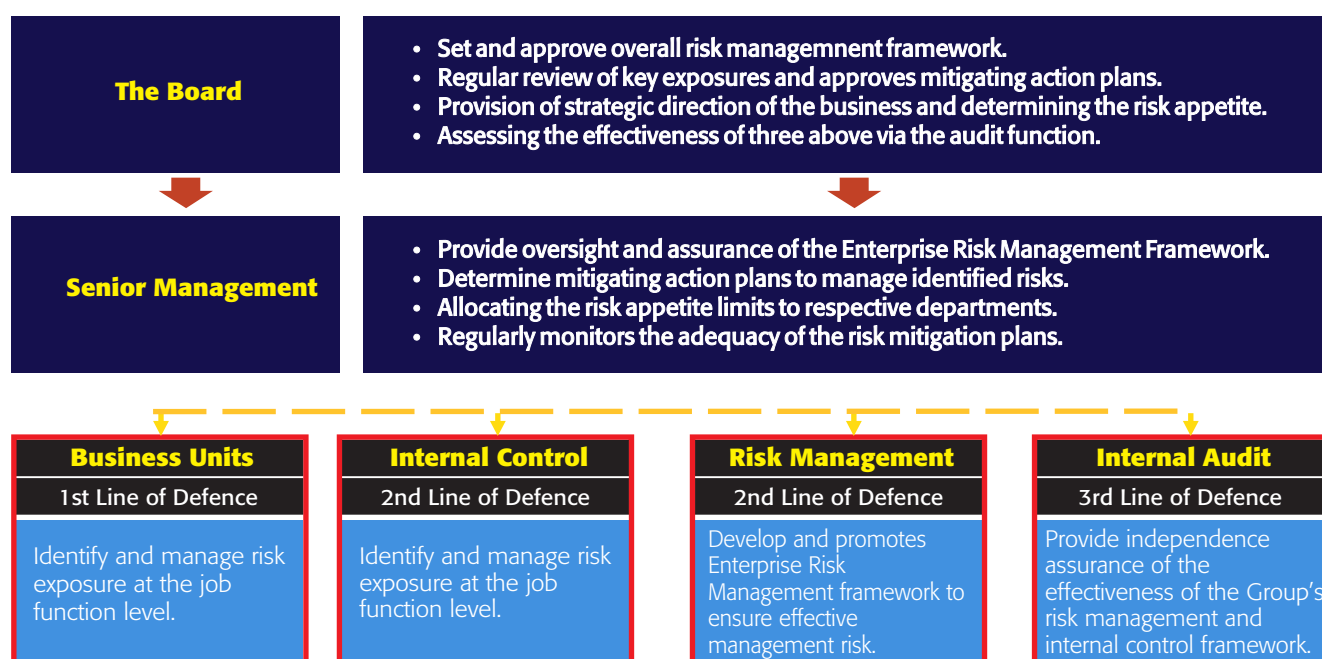 The Board
• Set and approve overall risk managemnent framework.
• Regular review of key exposures and approves mitigating action plans.
• Provision of strategic direction of the business and determining the risk appetite.
• Assessing the effectiveness of three above via the audit function.
Senior Management
• Provide oversight and assurance of the Enterprise Risk Management Framework.
• Determine mitigating action plans to manage identified risks.
• Allocating the risk appetite limits to respective departments.
• Regularly monitors the adequacy of the risk mitigation plans.
Business Units
1st Line of Defence
Identify and manage risk
exposure at the job
function level.
Internal Control
2nd Line of Defence
Identify and manage risk
exposure at the job
function level.
Risk Management
2nd Line of Defence
Develop and promotes
Enterprise Risk
Management framework to
ensure effective
management risk.
Internal Audit
3rd Line of Defence
Provide independence
assurance of the
effectiveness of the Group's
risk management and
internal control framework.